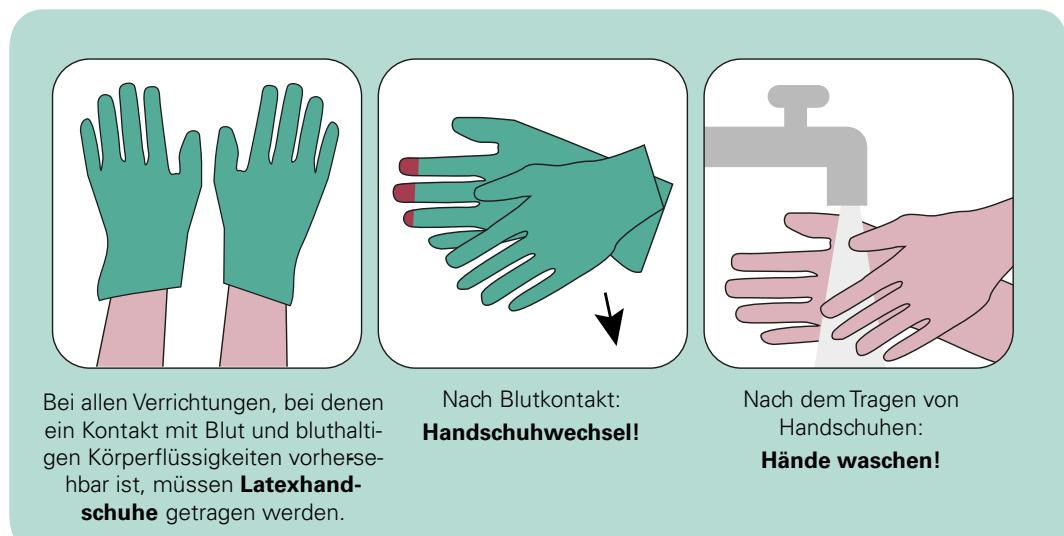 Bei allen Verrichtungen, bei denen
ein Kontakt mit Blut und bluthalti-
gen Körperflüssigkeiten vorherse-
hbar ist, müssen Latexhand-
schuhe getragen werden.
Nach Blutkontakt:
Handschuhwechsel!
Nach dem Tragen von
Handschuhen:
Hände waschen!